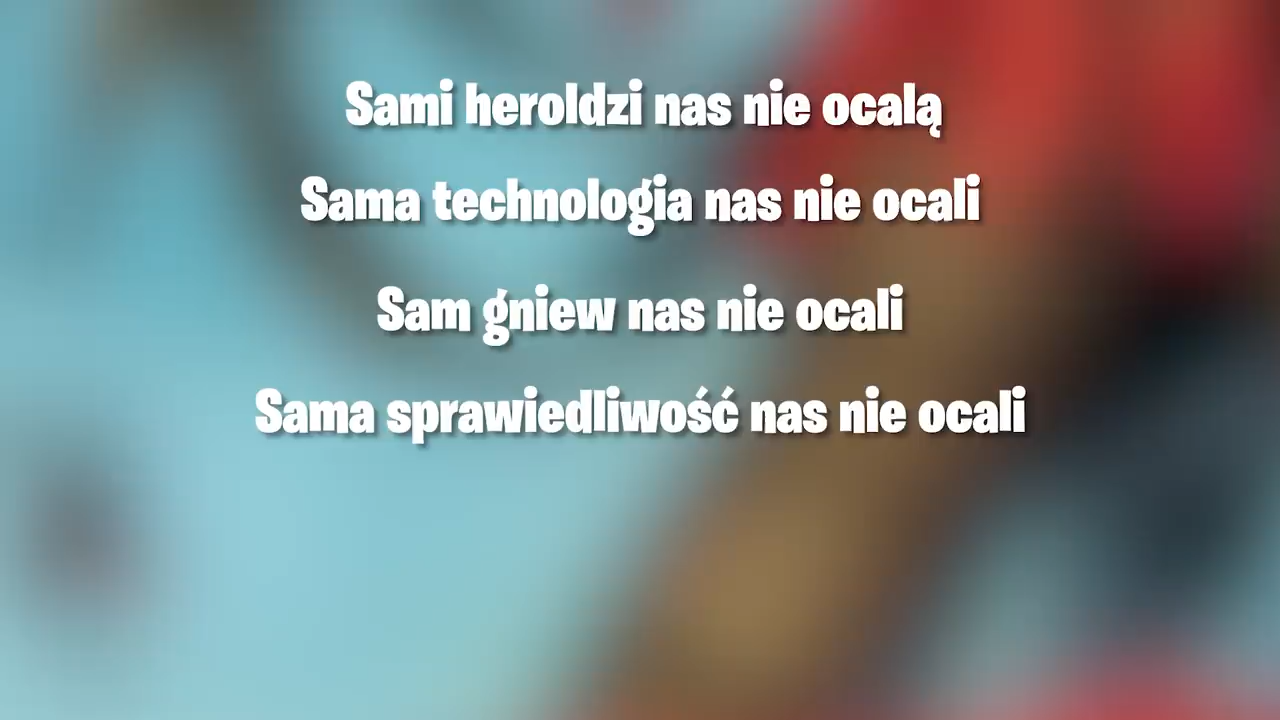 Sami heroldzi nas nie ocalą
Sama technologia nas nie ocali
Sam gniew nas nie ocali
Sama sprawiedliwość nas nie ocali